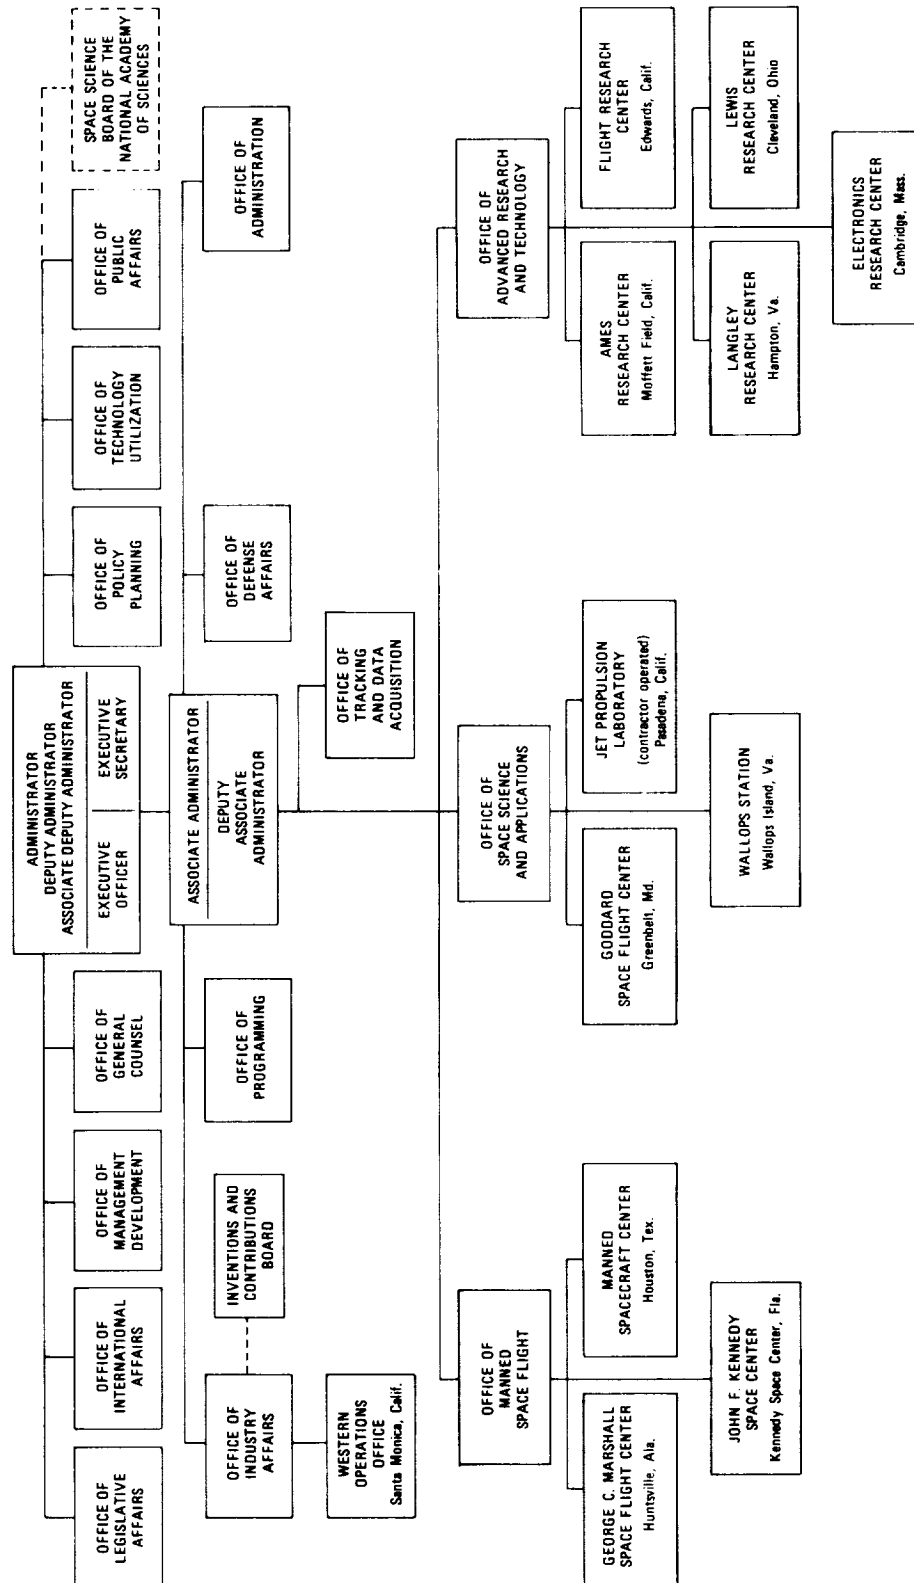 ADMINISTRATOR
DEPUTY ADMINISTRATOR
ASSOCIATE DEPUTY ADMINISTRATOR
EXECUTIVE
OFFICER
EXECUTIVE
SECRETARY
SPACE SCIENCE
BOARD OF THE
NATIONAL ACADEMY
OF SCIENCES
OFFICE OF
LEGISLATIVE
AFFAIRS
OFFICE OF
INTERNATIONAL
AFFAIRS
OFFICE OF
MANAGEMENT
DEVELOPMENT
OFFICE OF
GENERAL
COUNSEL
OFFICE OF
POLICY
PLANNING
OFFICE OF
TECHNOLOGY
UTILIZATION
OFFICE OF
PUBLIC
AFFAIRS
ASSOCIATE ADMINISTRATOR
DEPUTY
ASSOCIATE
ADMINISTRATOR
OFFICE OF
INDUSTRY
AFFAIRS
INVENTIONS AND
CONTRIBUTIONS
BOARD
OFFICE OF
PROGRAMMING
OFFICE OF
DEFENSE
AFFAIRS
OFFICE OF
ADMINISTRATION
WESTERN
OPERATIONS
OFFICE
Santa Monica, Calif.
OFFICE OF
TRACKING
AND DATA
ACQUISITION
OFFICE OF
MANNED
SPACE FLIGHT
OFFICE OF
SPACE SCIENCE
AND APPLICATIONS
OFFICE OF
ADVANCED RESEARCH
AND TECHNOLOGY
GEORGE C. MARSHALL
SPACE FLIGHT CENTER
Huntsville, Ala.
MANNED
SPACECRAFT CENTER
Houston, Tex.
GODDARD
SPACE FLIGHT CENTER
Greenbelt, Md.
JET PROPULSION
LABORATORY
(contractor operated)
Pasadena, Calif.
AMES
RESEARCH CENTER
Moffett Field, Calif.
FLIGHT RESEARCH
CENTER
Edwards, Calif.
JOHN F. KENNEDY
SPACE CENTER
Kennedy Space Center, Fla.
WALLOPS STATION
Wallops Island, Va.
LANGLEY
RESEARCH CENTER
Hampton, Va.
LEWIS
RESEARCH CENTER
Cleveland, Ohio
ELECTRONICS
RESEARCH CENTER
Cambridge, Mass.